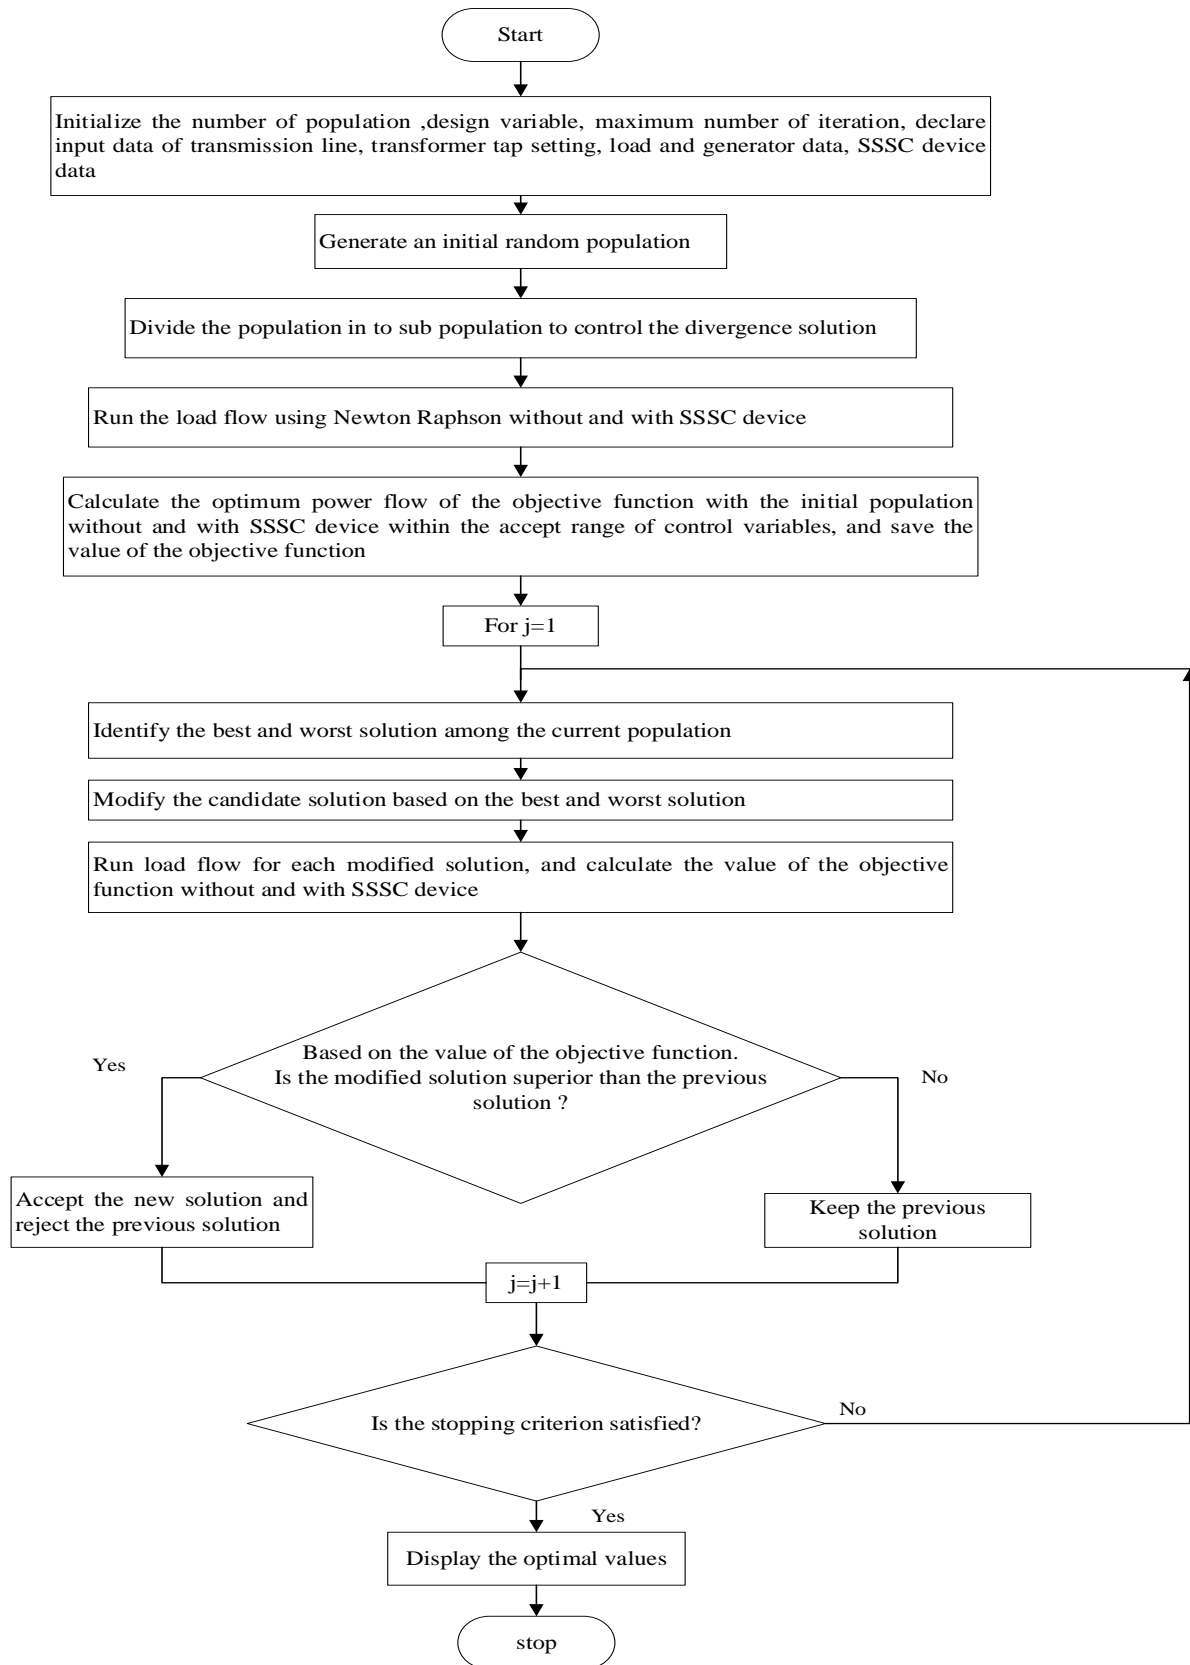 Start
Initialize the number of population ,design variable, maximum number of iteration, declare
input data of transmission line, transformer tap setting, load and generator data, SSSC device
data
Generate an initial random population
Divide the population in to sub population to control the divergence solution
Run the load flow using Newton Raphson without and with SSSC device
Calculate the optimum power flow of the objective function with the initial population
without and with SSSC device within the accept range of control variables, and save the
value of the objective function
For j=1
Identify the best and worst solution among the current population
Modify the candidate solution based on the best and worst solution
Run load flow for each modified solution, and calculate the value of the objective
function without and with SSSC device
Based on the value of the objective function.
Is the modified solution superior than the previous
solution ?
Yes
No
Accept the new solution and
reject the previous solution
Keep the previous
solution
j=j+1
Is the stopping criterion satisfied?
No
Yes
Display the optimal values
stop